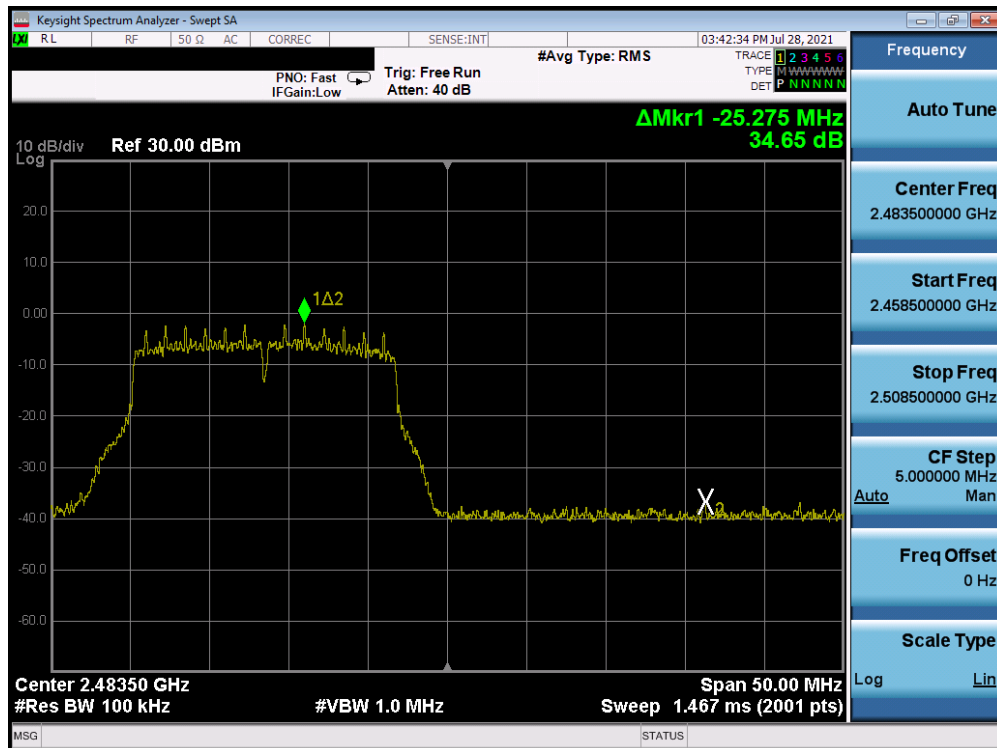 Keysight Spectrum Analyzer - Swept SA
LXI RL RF 50 Ω AC CORREC SENSE:INT 03:42:34 PM Jul 28, 2021
PNO: Fast
IFGain:Low
Trig: Free Run
Atten: 40 dB
#Avg Type: RMS
TRACE 1 2 3 4 5 6
TYPE M WWWWW
DET P N N N N N
ΔMkr1 -25.275 MHz
34.65 dB
10 dB/div Ref 30.00 dBm
Log
20.0
10.0
0.00
-10.0
-20.0
-30.0
-40.0
-50.0
-60.0
1Δ2
X2
Center 2.48350 GHz Span 50.00 MHz
#Res BW 100 kHz #VBW 1.0 MHz Sweep 1.467 ms (2001 pts)
MSG STATUS
Frequency
Auto Tune
Center Freq
2.483500000 GHz
Start Freq
2.458500000 GHz
Stop Freq
2.508500000 GHz
CF Step
5.000000 MHz
Auto Man
Freq Offset
0 Hz
Scale Type
Log Lin